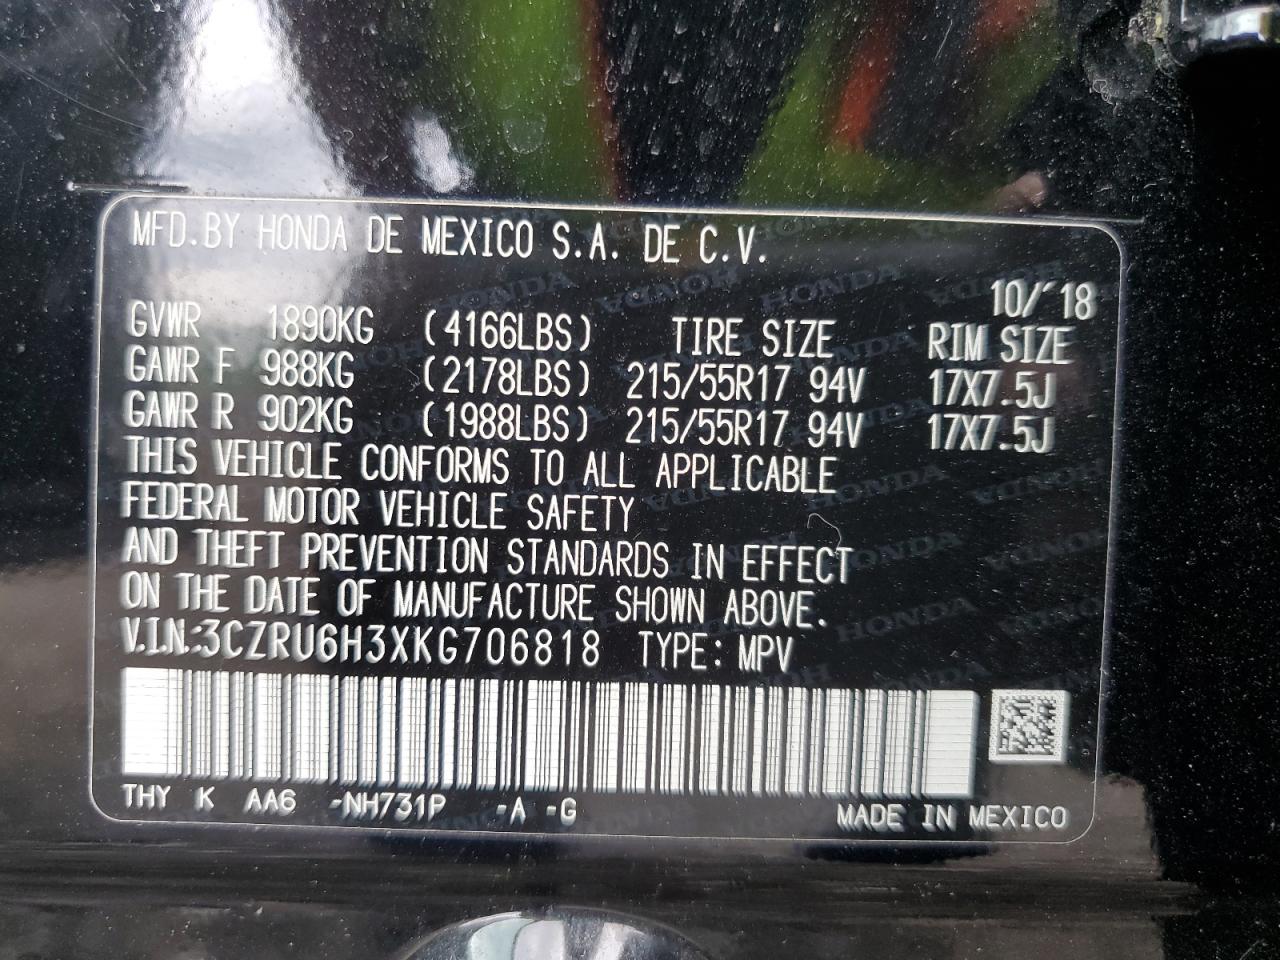 MFD.BY HONDA DE MEXICO S.A. DE C.V.
10/'18
GVWR 1890KG (4166LBS) TIRE SIZE RIM SIZE
GAWR F 988KG (2178LBS) 215/55R17 94V 17X7.5J
GAWR R 902KG (1988LBS) 215/55R17 94V 17X7.5J
THIS VEHICLE CONFORMS TO ALL APPLICABLE
FEDERAL MOTOR VEHICLE SAFETY
AND THEFT PREVENTION STANDARDS IN EFFECT
ON THE DATE OF MANUFACTURE SHOWN ABOVE.
V.I.N.:3CZRU6H3XKG706818 TYPE: MPV
THY K AA6 -NH731P -A -G MADE IN MEXICO